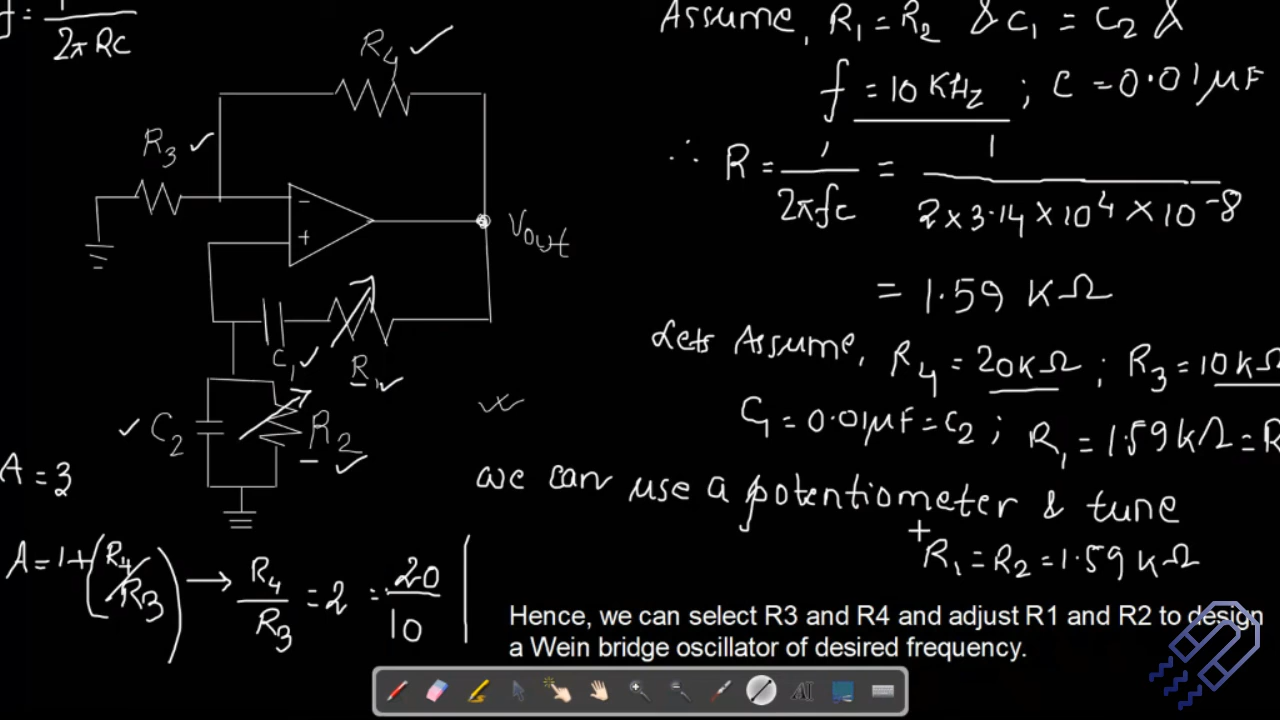 f = 1 / 2π RC
Assume, R1 = R2 & C1 = C2 &
f = 10 KHz ; C = 0.01 μF
∴ R = 1 / 2πfc = 1 / 2 × 3.14 × 10^4 × 10^-8
= 1.59 KΩ
Lets Assume, R4 = 20KΩ ; R3 = 10KΩ
C1 = 0.01μF = C2 ; R1 = 1.59KΩ = R
we can use a potentiometer & tune
R1 = R2 = 1.59 KΩ
R4
R3
-
+
Vout
C1
R1
C2
R2
A = 3
A = 1 + (R4/R3) → R4/R3 = 2 = 20/10
Hence, we can select R3 and R4 and adjust R1 and R2 to design
a Wein bridge oscillator of desired frequency.
AI